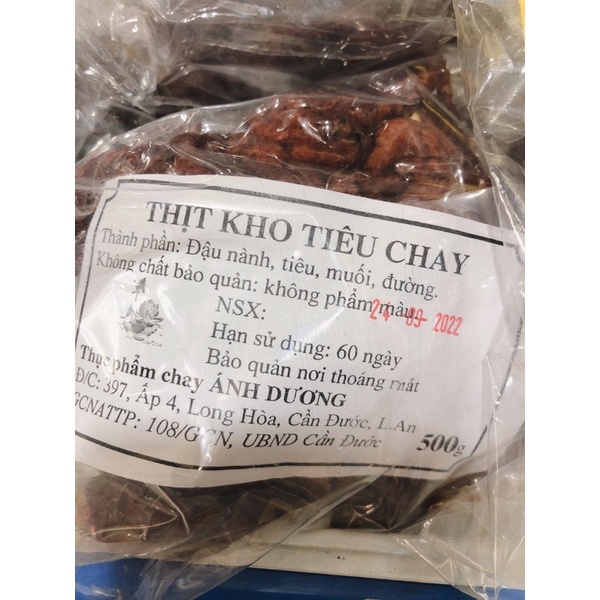 THỊT KHO TIÊU CHAY
Thành phần: Đậu nành, tiêu, muối, đường.
Không chất bảo quản: không phẩm màu.
NSX: 24-09-2022
Hạn sử dụng: 60 ngày
Bảo quản nơi thoáng mát
Thực phẩm chay ÁNH DƯƠNG
Đ/C: 397, Ấp 4, Long Hòa, Cần Đước, L.An
GCNATTP: 108/GCN, UBND Cần Đước
500g